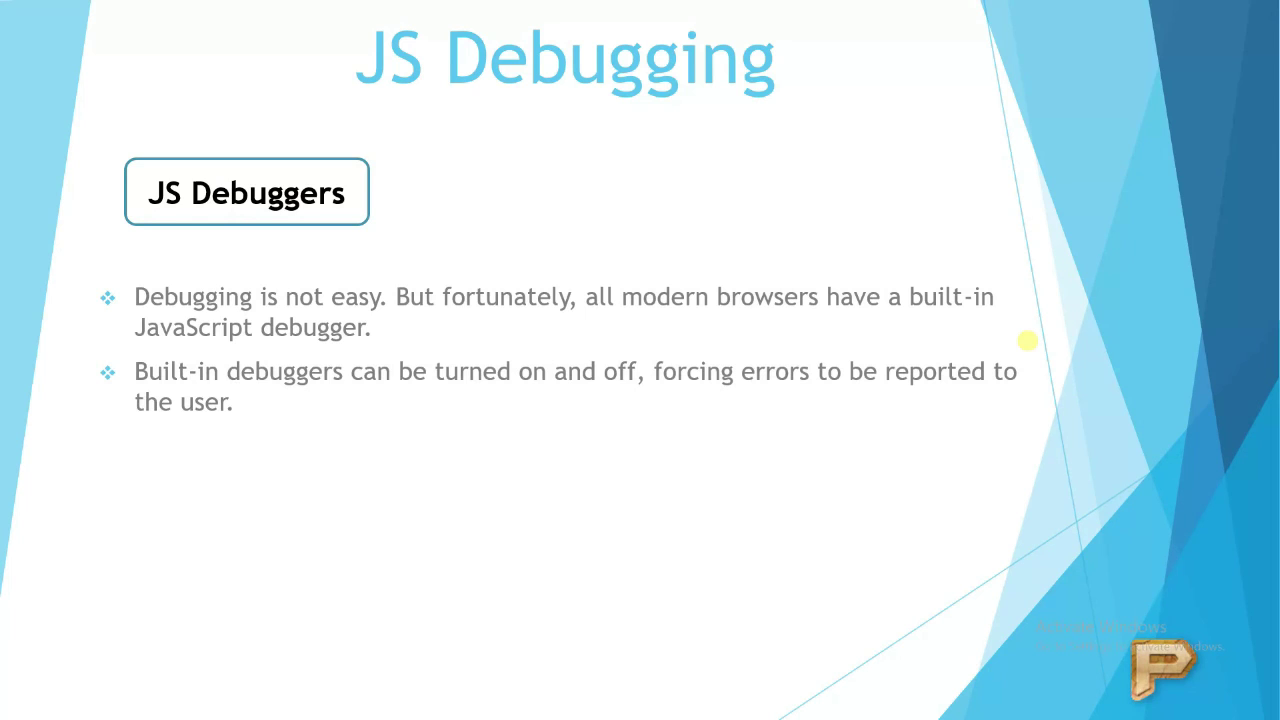 JS Debugging
JS Debuggers
Debugging is not easy. But fortunately, all modern browsers have a built-in
JavaScript debugger.
Built-in debuggers can be turned on and off, forcing errors to be reported to
the user.
Activate Windows
P